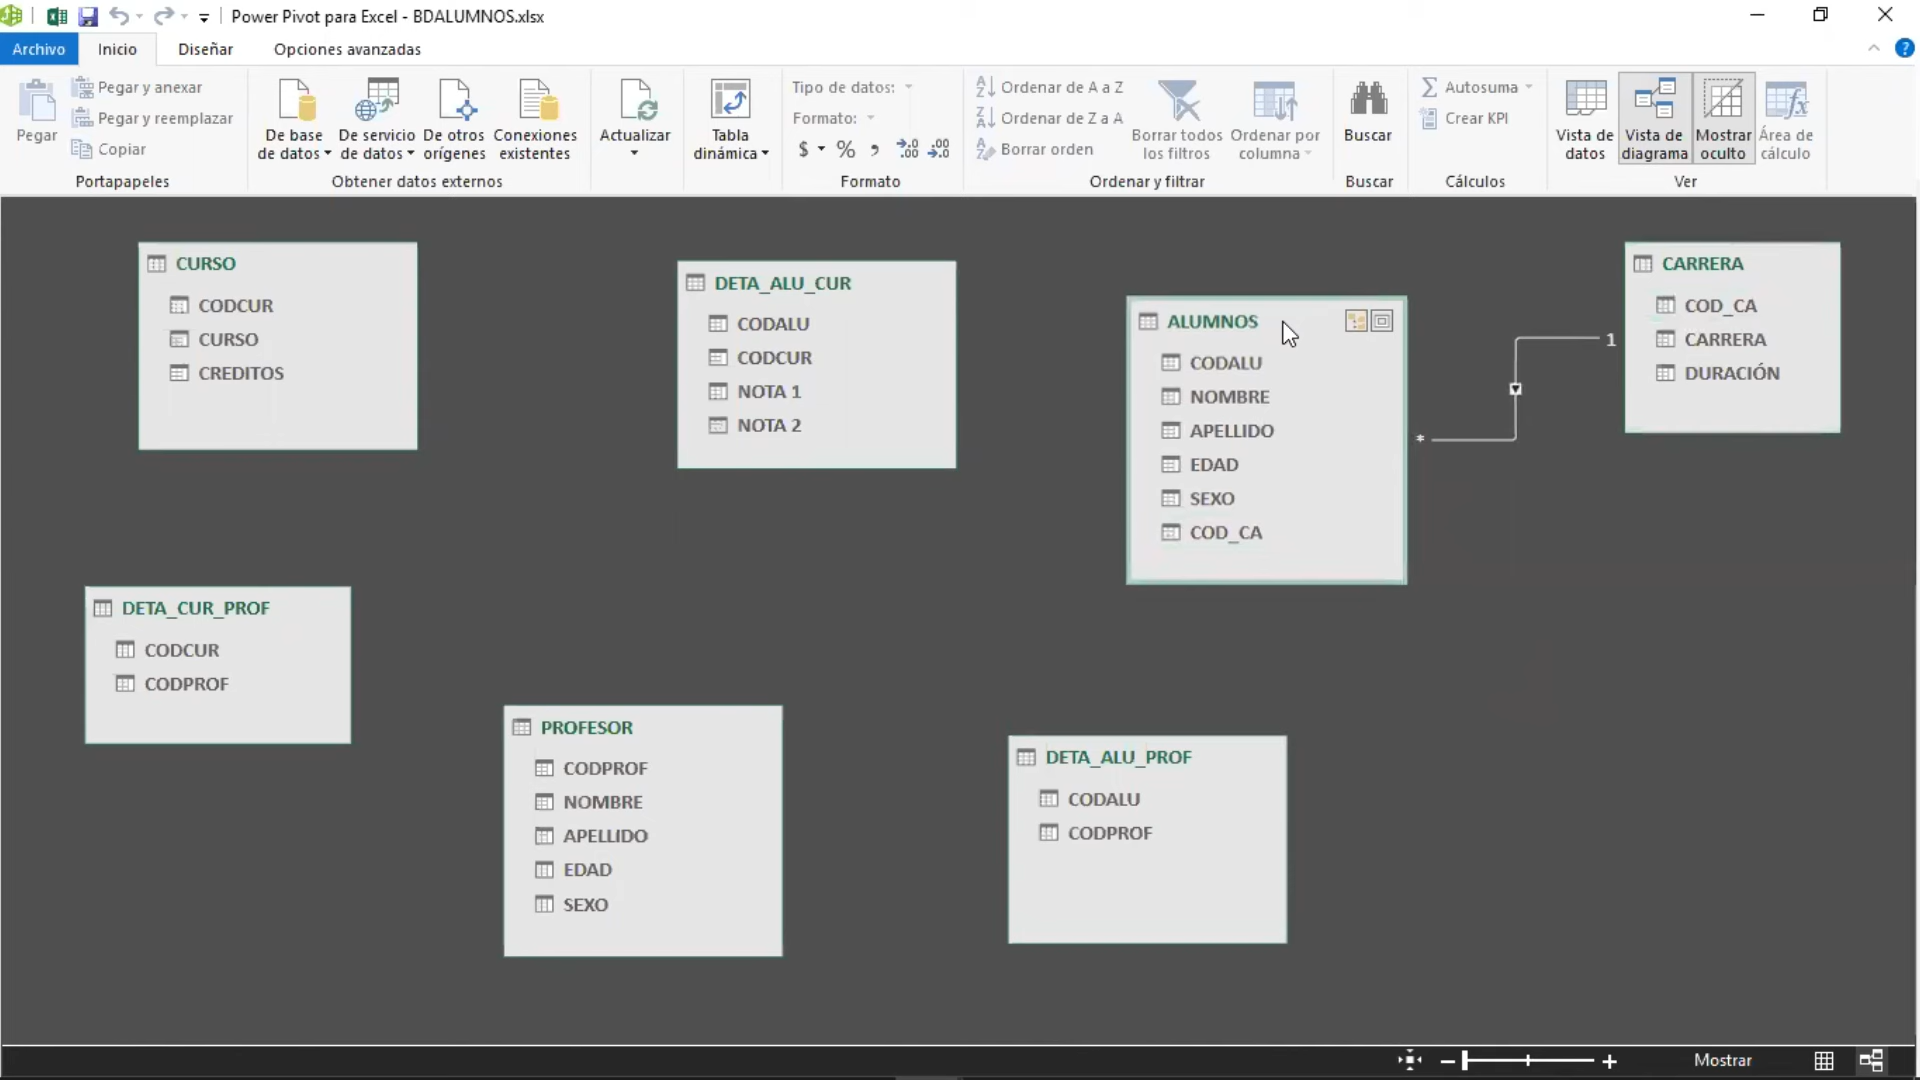 Power Pivot para Excel - BDALUMNOS.xlsx
Archivo
Inicio
Diseñar
Opciones avanzadas
?
Pegar
Pegar y anexar
Pegar y reemplazar
Copiar
Portapapeles
De base de datos
De servicio de datos
De otros orígenes
Conexiones existentes
Obtener datos externos
Actualizar
Tabla dinámica
Tipo de datos:
Formato:
$ % ,
Formato
Ordenar de A a Z
Ordenar de Z a A
Borrar orden
Borrar todos los filtros
Ordenar por columna
Ordenar y filtrar
Buscar
Buscar
Autosuma
Crear KPI
Cálculos
Vista de datos
Vista de diagrama
Mostrar oculto
Área de cálculo
Ver
CURSO
CODCUR
CURSO
CREDITOS
DETA_ALU_CUR
CODALU
CODCUR
NOTA 1
NOTA 2
ALUMNOS
CODALU
NOMBRE
APELLIDO
EDAD
SEXO
COD_CA
*
1
CARRERA
COD_CA
CARRERA
DURACIÓN
DETA_CUR_PROF
CODCUR
CODPROF
PROFESOR
CODPROF
NOMBRE
APELLIDO
EDAD
SEXO
DETA_ALU_PROF
CODALU
CODPROF
Mostrar